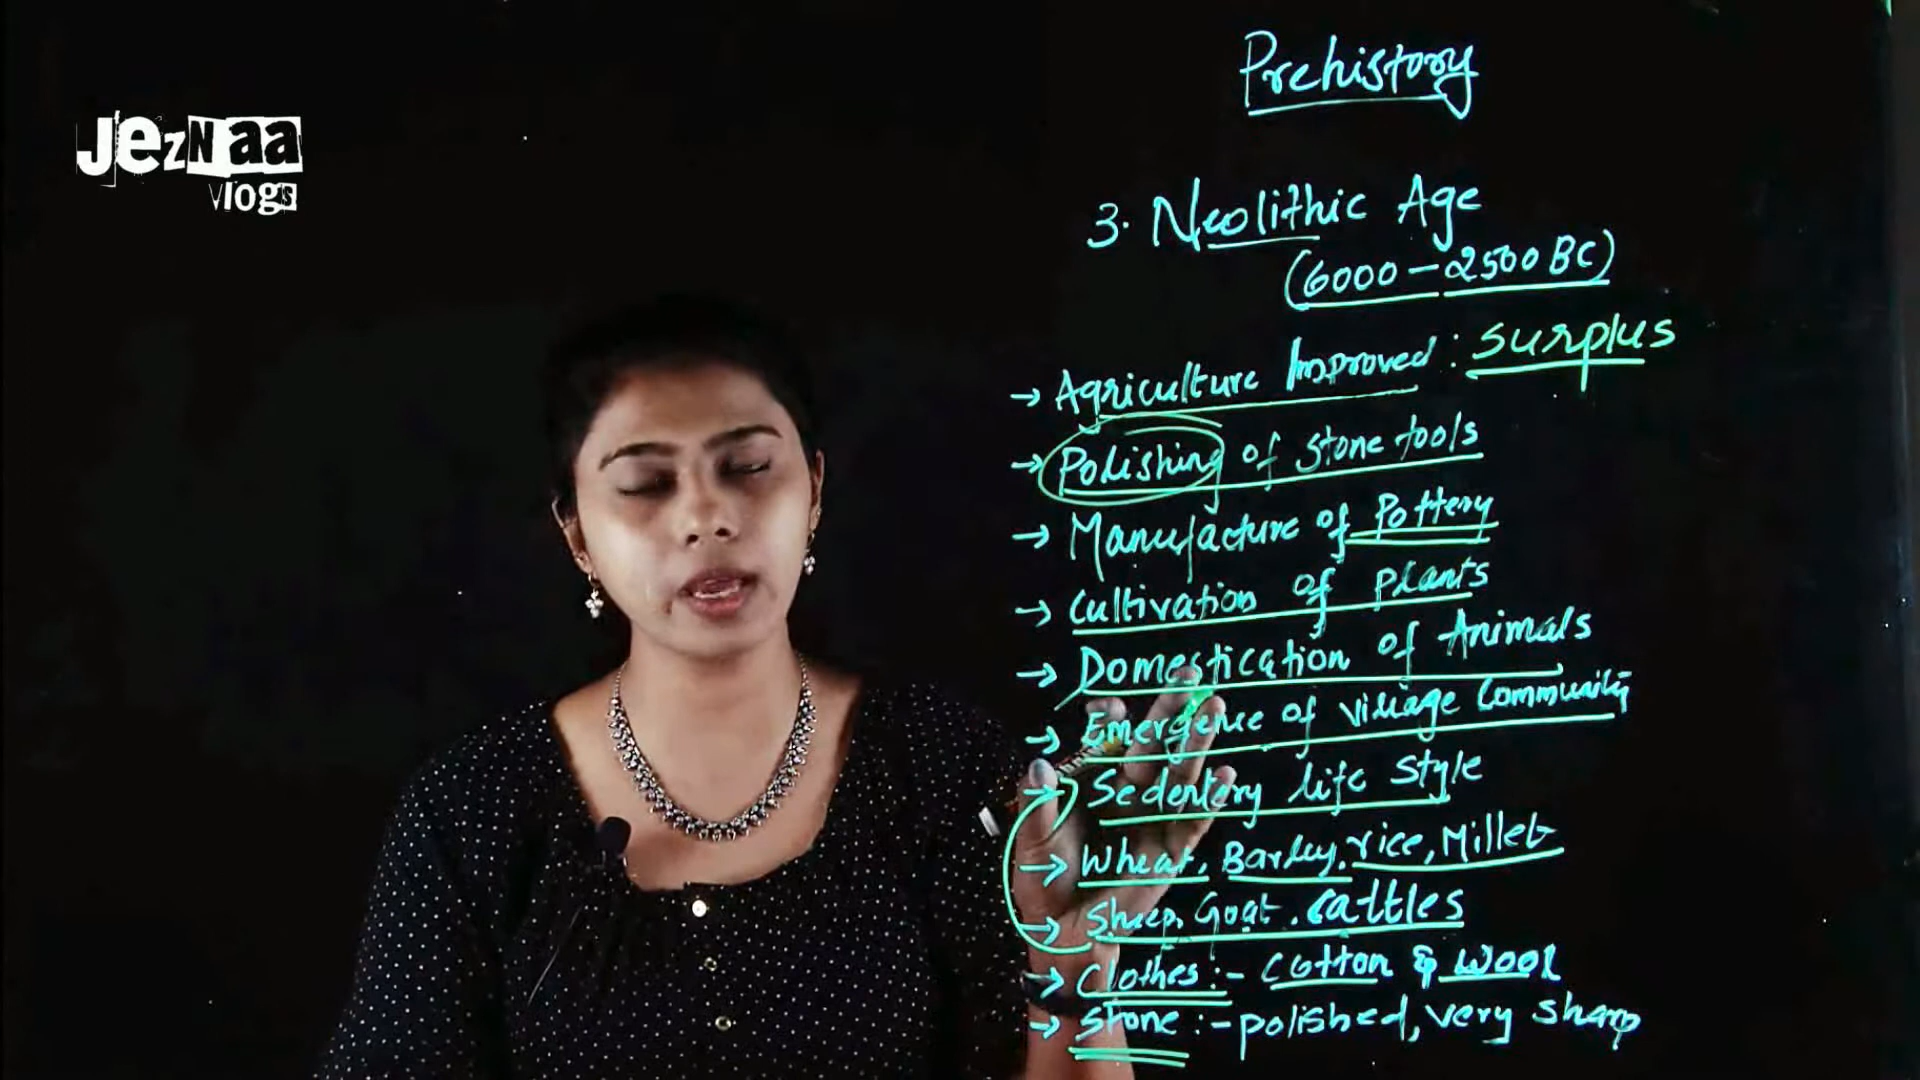 Jeznaa
vlogs
Prehistory
3. Neolithic Age
(6000 - 2500 BC)
→ Agriculture Improved : surplus
→ Polishing of stone tools
→ Manufacture of Pottery
→ Cultivation of Plants
→ Domestication of Animals
→ Emergence of village Community
→ Sedentery life style
→ Wheat, Barley, rice, Millet
→ Sheep, Goat, cattles
→ Clothes :- Cotton & Wool
→ Stone :- polished, very sharp